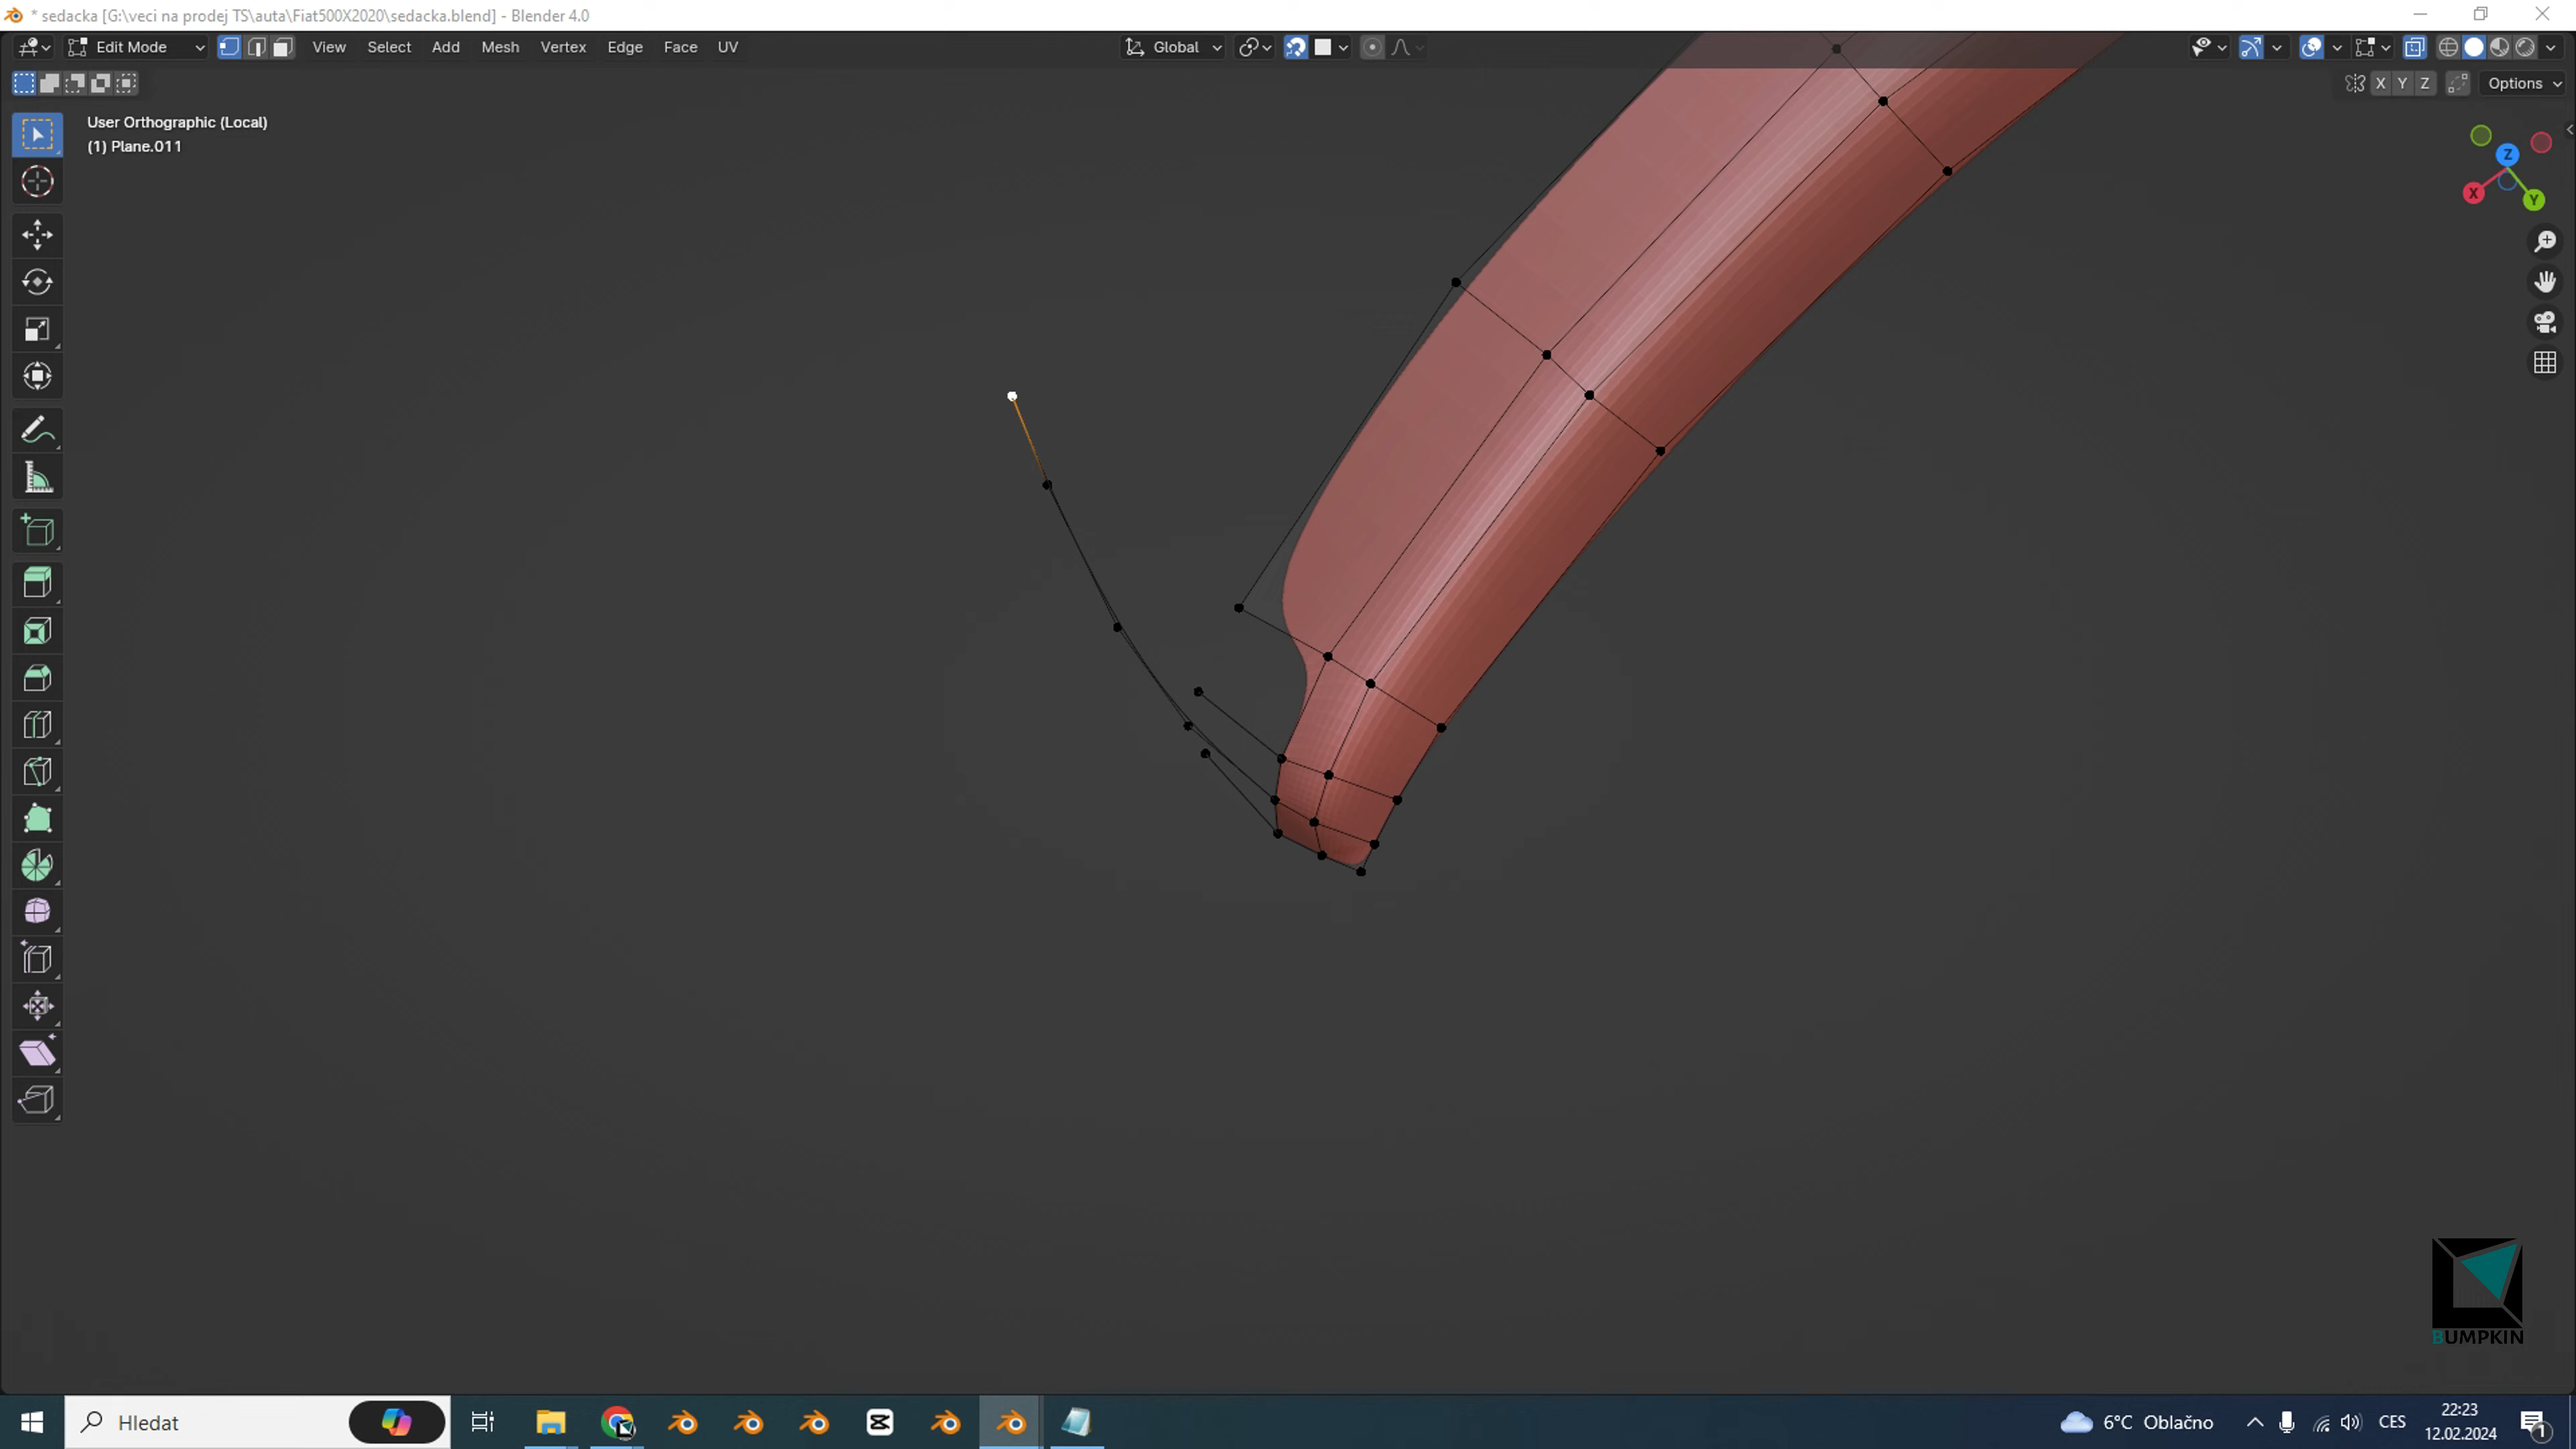 * sedacka [G:\veci na prodej TS\auta\Fiat500X2020\sedacka.blend] - Blender 4.0
Edit Mode View Select Add Mesh Vertex Edge Face UV Global
X Y Z Options
User Orthographic (Local)
(1) Plane.011
Z
X
Y
BUMPKIN
Hledat
6°C Oblačno
CES
22:23
12.02.2024
1